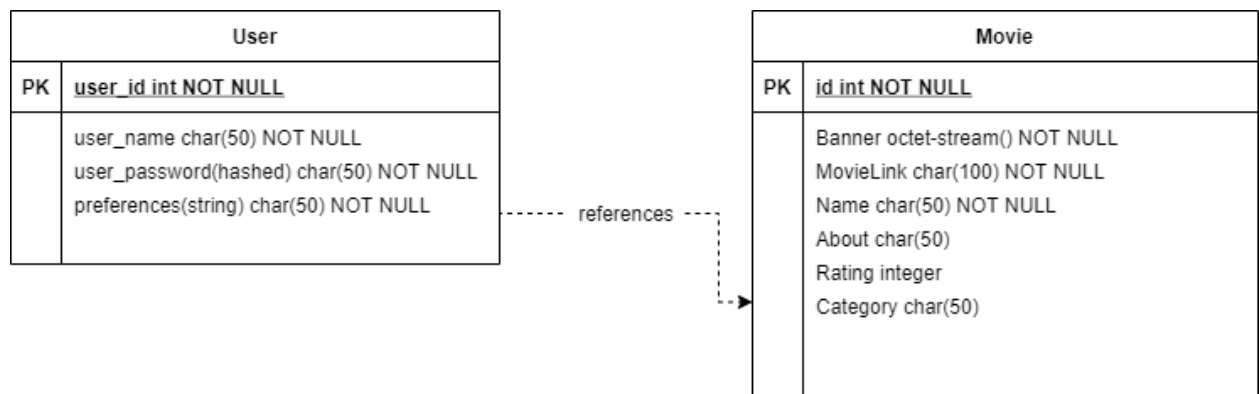 User
PK user_id int NOT NULL
user_name char(50) NOT NULL
user_password(hashed) char(50) NOT NULL
preferences(string) char(50) NOT NULL
references
Movie
PK id int NOT NULL
Banner octet-stream() NOT NULL
MovieLink char(100) NOT NULL
Name char(50) NOT NULL
About char(50)
Rating integer
Category char(50)